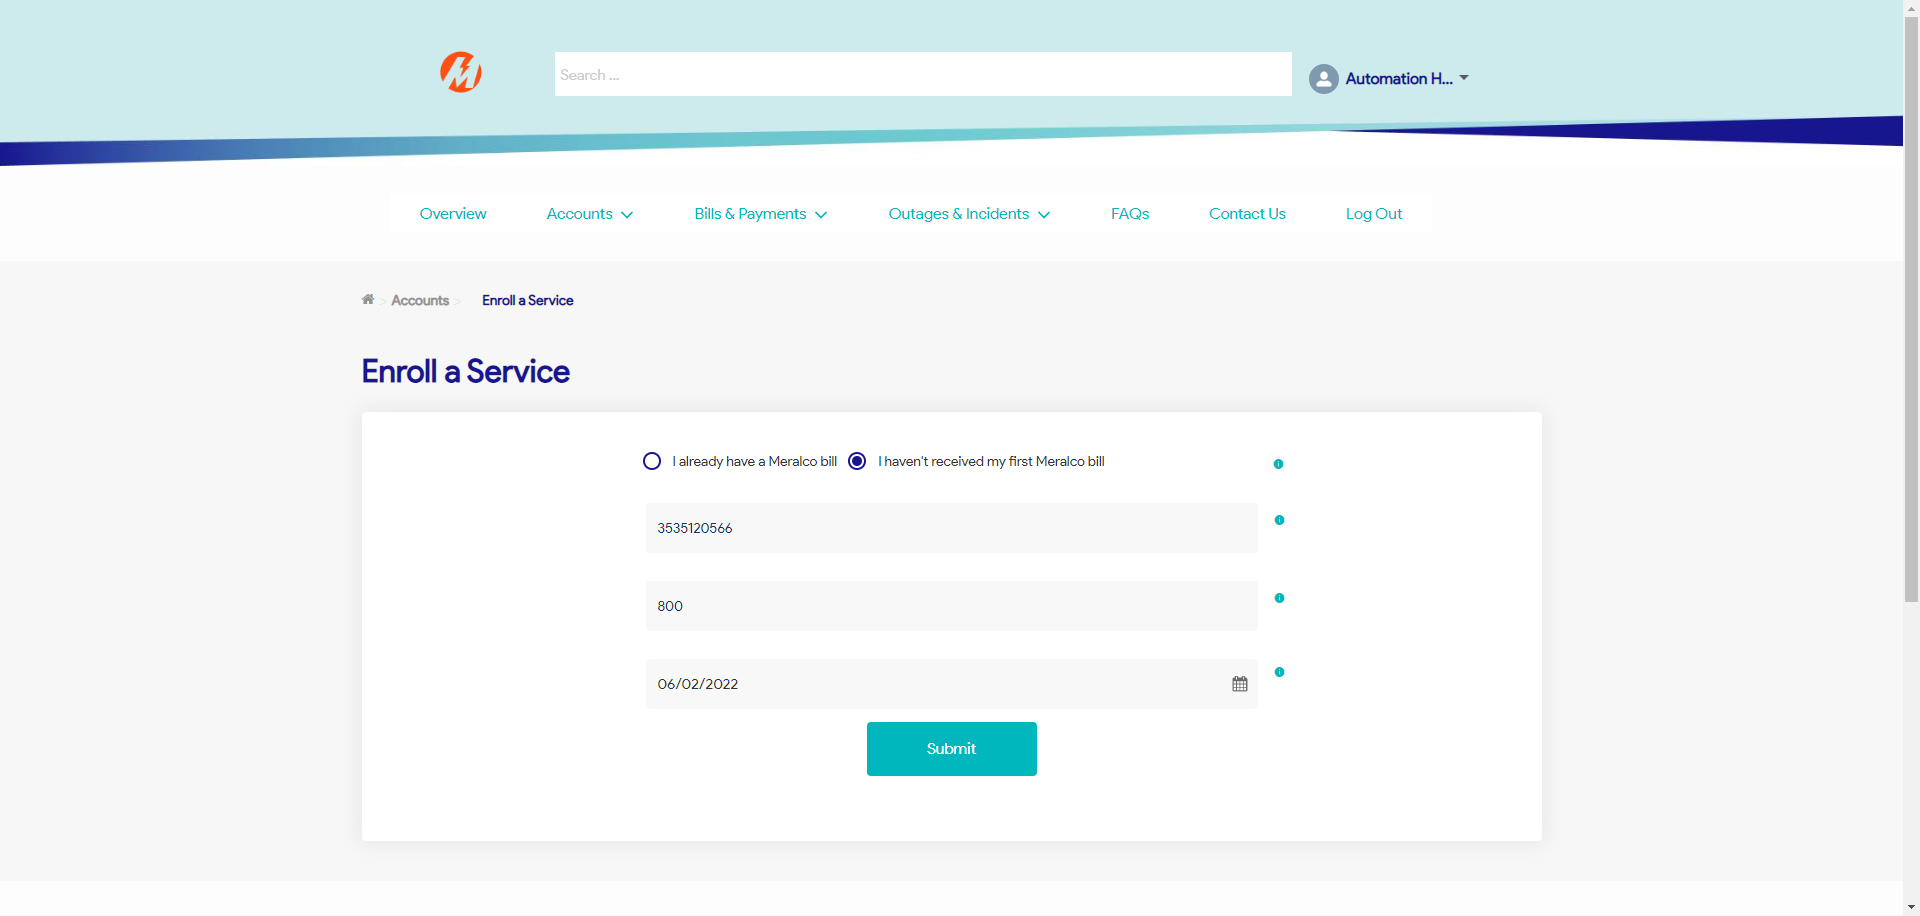 Search ...
Automation H...
Overview
Accounts
Bills & Payments
Outages & Incidents
FAQs
Contact Us
Log Out
> Accounts > Enroll a Service
Enroll a Service
I already have a Meralco bill
I haven't received my first Meralco bill
3535120566
800
06/02/2022
Submit